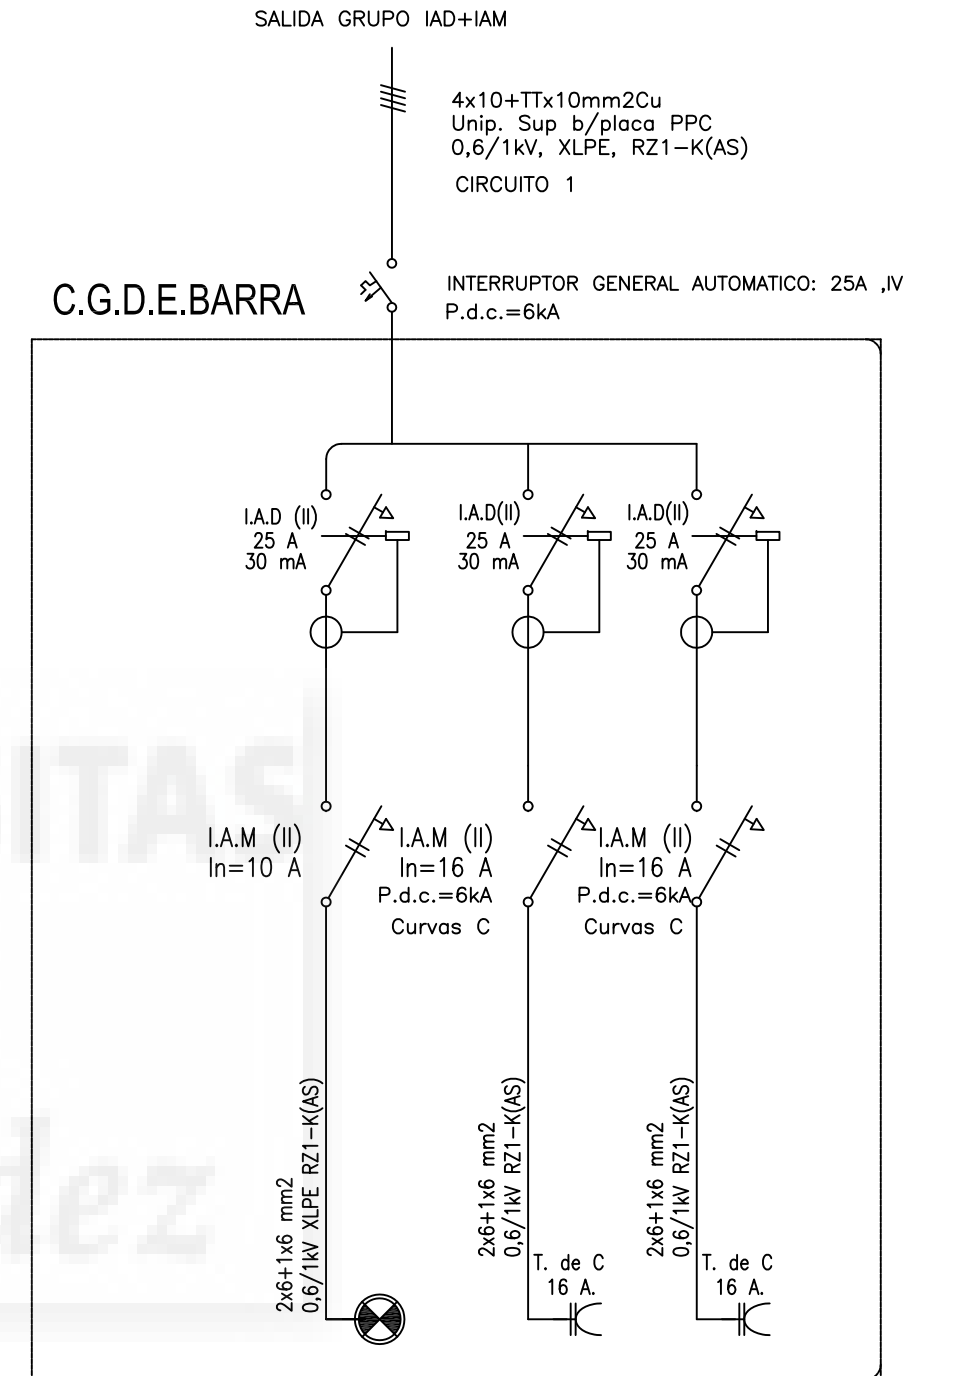 SALIDA GRUPO IAD+IAM
4x10+TTx10mm2Cu
Unip. Sup b/placa PPC
0,6/1kV, XLPE, RZ1-K(AS)
CIRCUITO 1
C.G.D.E.BARRA
INTERRUPTOR GENERAL AUTOMATICO: 25A ,IV
P.d.c.=6kA
I.A.D (II)
25 A
30 mA
I.A.D(II)
25 A
30 mA
I.A.D(II)
25 A
30 mA
ITAS
I.A.M (II)
In=10 A
I.A.M (II)
In=16 A
P.d.c.=6kA
Curvas C
I.A.M (II)
In=16 A
P.d.c.=6kA
Curvas C
dez
2x6+1x6 mm2
0,6/1kV XLPE RZ1-K(AS)
2x6+1x6 mm2
0,6/1kV RZ1-K(AS)
T. de C
16 A.
2x6+1x6 mm2
0,6/1kV RZ1-K(AS)
T. de C
16 A.